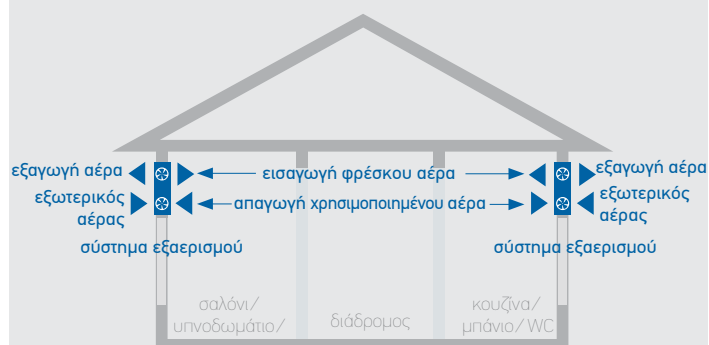 εξαγωγή αέρα
εισαγωγή φρέσκου αέρα
εξαγωγή αέρα
εξωτερικός
αέρας
απαγωγή χρησιμοποιημένου αέρα
εξωτερικός
αέρας
σύστημα εξαερισμού
σύστημα εξαερισμού
σαλόνι/
υπνοδωμάτιο/
διάδρομος
κουζίνα/
μπάνιο/WC